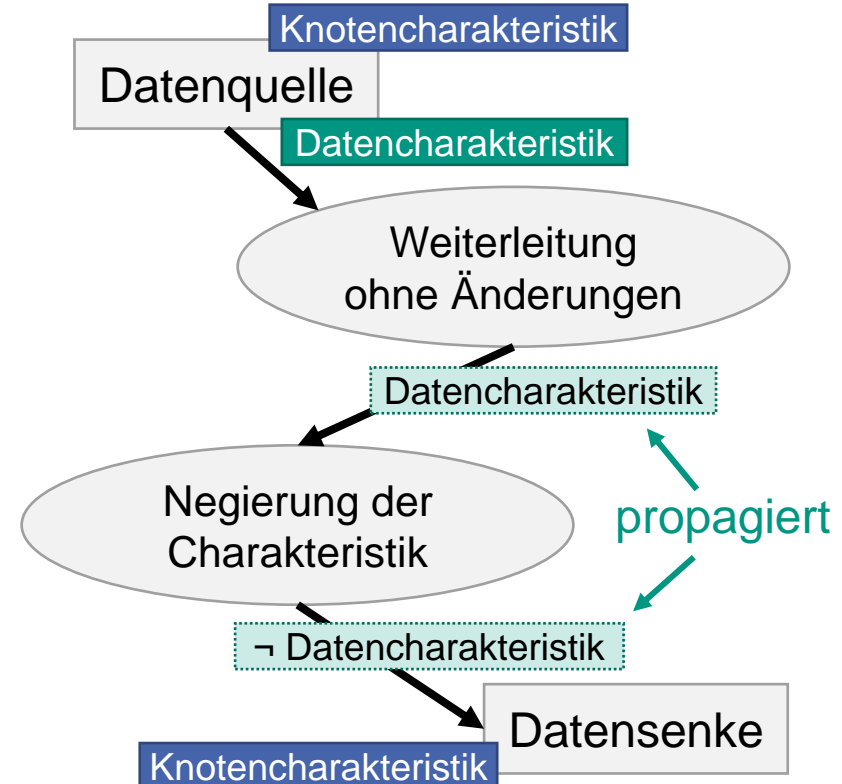 Knotencharakteristik
Datenquelle
Datencharakteristik
Weiterleitung
ohne Änderungen
Datencharakteristik
propagiert
Negierung der
Charakteristik
¬ Datencharakteristik
Datensenke
Knotencharakteristik